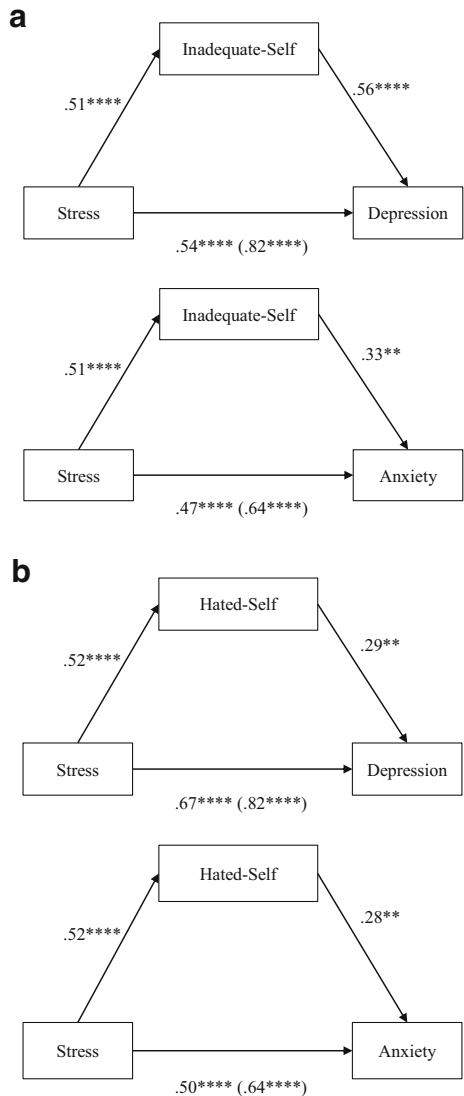 a
Inadequate-Self
.51****
.56****
Stress
Depression
.54**** (.82****)
Inadequate-Self
.51****
.33**
Stress
Anxiety
.47**** (.64****)
b
Hated-Self
.52****
.29**
Stress
Depression
.67**** (.82****)
Hated-Self
.52****
.28**
Stress
Anxiety
.50**** (.64****)